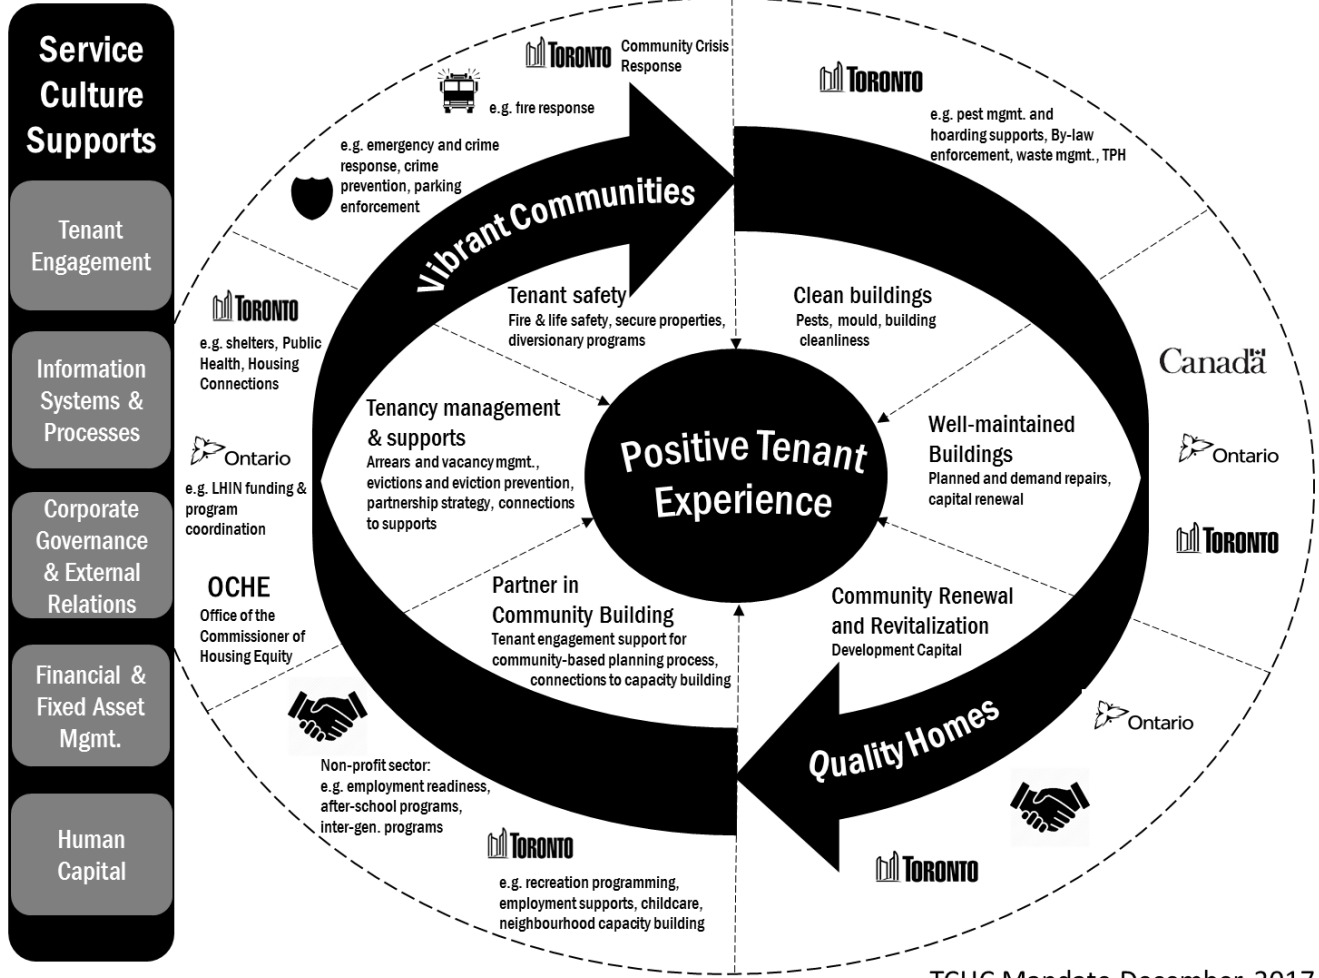 Service
Culture
Supports
Tenant
Engagement
Information
Systems &
Processes
Corporate
Governance
& External
Relations
Financial &
Fixed Asset
Mgmt.
Human
Capital
TORONTO
Community Crisis
Response
e.g. fire response
e.g. emergency and crime
response, crime
prevention, parking
enforcement
TORONTO
e.g. pest mgmt. and
hoarding supports, By-law
enforcement, waste mgmt., TPH
Vibrant Communities
Tenant safety
Fire & life safety, secure properties,
diversionary programs
Clean buildings
Pests, mould, building
cleanliness
TORONTO
e.g. shelters, Public
Health, Housing
Connections
Ontario
e.g. LHIN funding &
program
coordination
OCHE
Office of the
Commissioner of
Housing Equity
Tenancy management
& supports
Arrears and vacancy mgmt.,
evictions and eviction prevention,
partnership strategy, connections
to supports
Positive Tenant
Experience
Well-maintained
Buildings
Planned and demand repairs,
capital renewal
Canada
Ontario
TORONTO
Partner in
Community Building
Tenant engagement support for
community-based planning process,
connections to capacity building
Community Renewal
and Revitalization
Development Capital
Quality Homes
Ontario
TORONTO
Non-profit sector:
e.g. employment readiness,
after-school programs,
inter-gen. programs
TORONTO
e.g. recreation programming,
employment supports, childcare,
neighbourhood capacity building
TCHC Mandate December, 2017